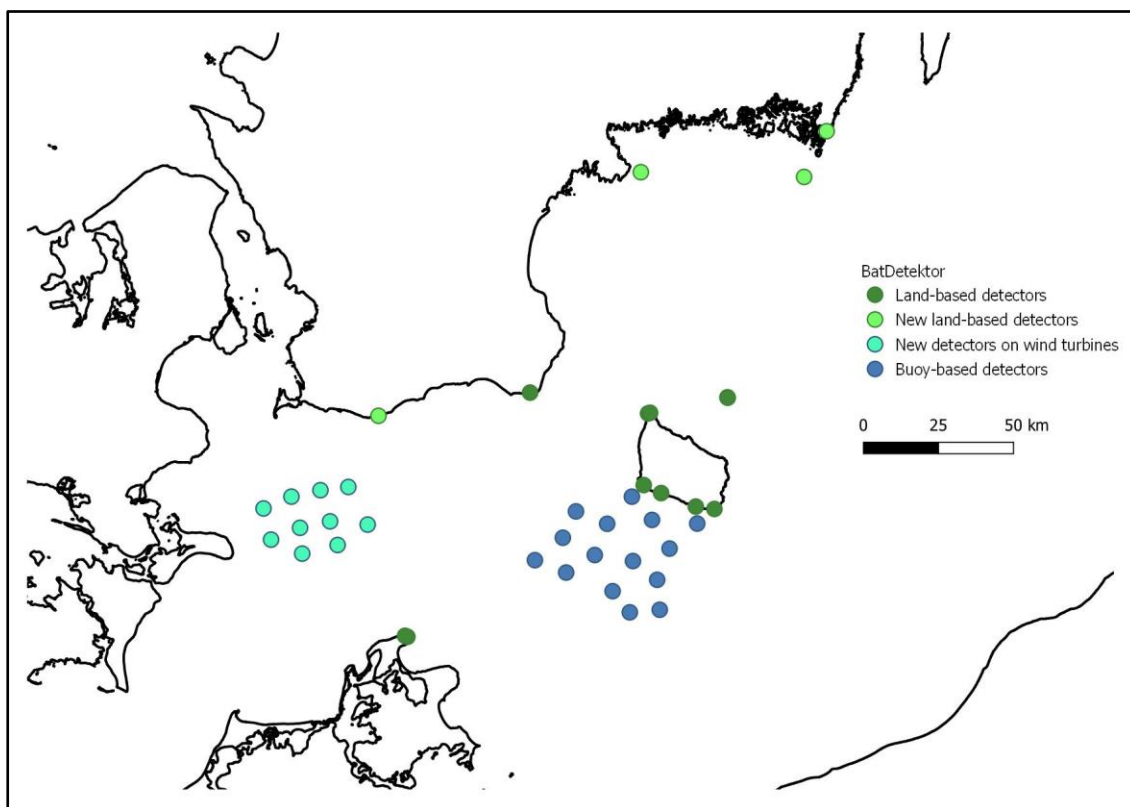 BatDetektor
Land-based detectors
New land-based detectors
New detectors on wind turbines
Buoy-based detectors
0 25 50 km